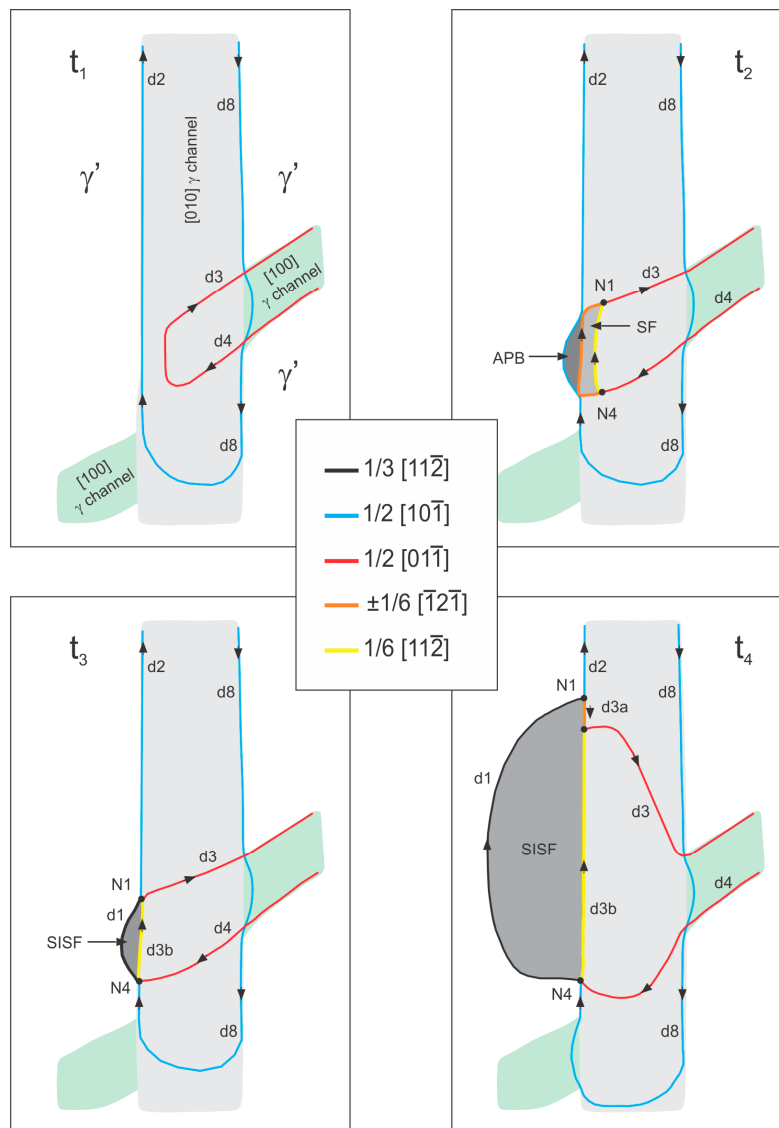 t₁
d2
d8
[010] γ channel
γ’
γ’
d3
[100]
γ channel
d4
γ’
d8
[100]
γ channel
t₂
d2
d8
N1
d3
d4
SF
APB
N4
d8
1/3 [112̅]
1/2 [101̅]
1/2 [011̅]
±1/6 [1̅21̅]
1/6 [112̅]
t₃
d2
d8
N1
d3
d1
d4
SISF
d3b
N4
d8
t₄
d2
d8
N1
d3a
d1
d3
SISF
d4
d3b
N4
d8